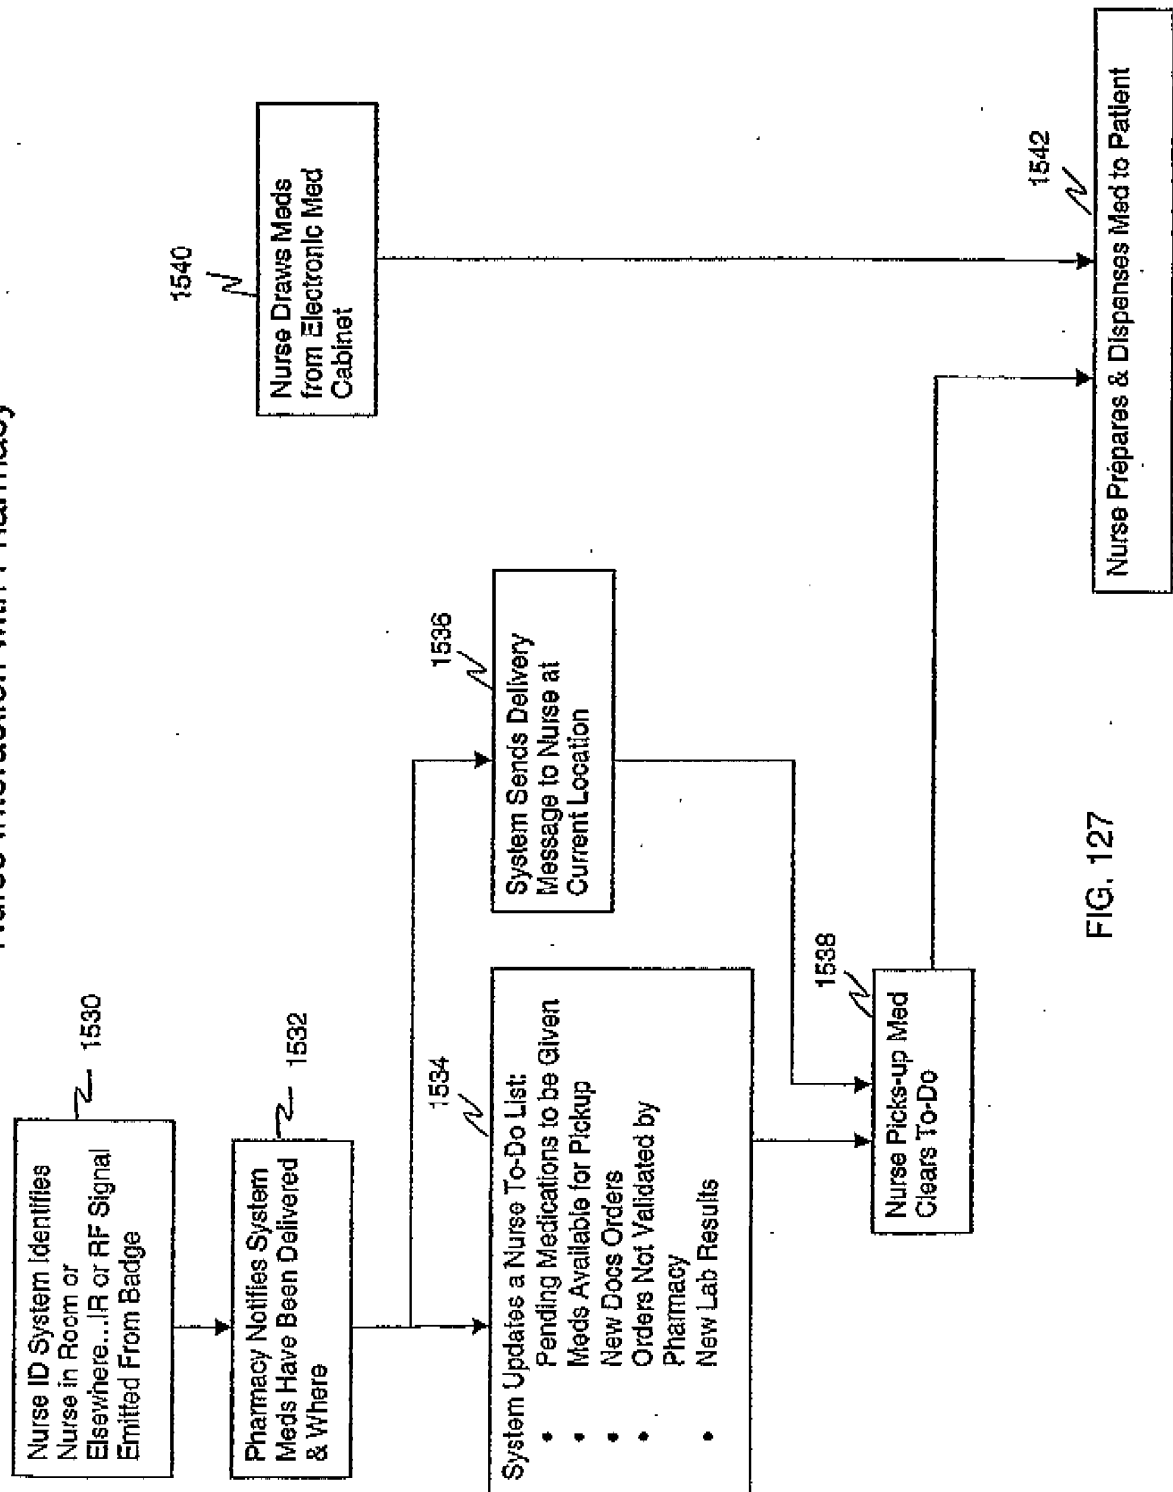 Nurse Interaction with Pharmacy
1530
Nurse ID System Identifies
Nurse in Room or
Elsewhere...IR or RF Signal
Emitted From Badge
1532
Pharmacy Notifies System
Meds Have Been Delivered
& Where
1534
System Updates a Nurse To-Do List:
• Pending Medications to be Given
• Meds Available for Pickup
• New Docs Orders
• Orders Not Validated by
Pharmacy
• New Lab Results
1536
System Sends Delivery
Message to Nurse at
Current Location
1538
Nurse Picks-up Med
Clears To-Do
1540
Nurse Draws Meds
from Electronic Med
Cabinet
1542
Nurse Prepares & Dispenses Med to Patient
FIG. 127